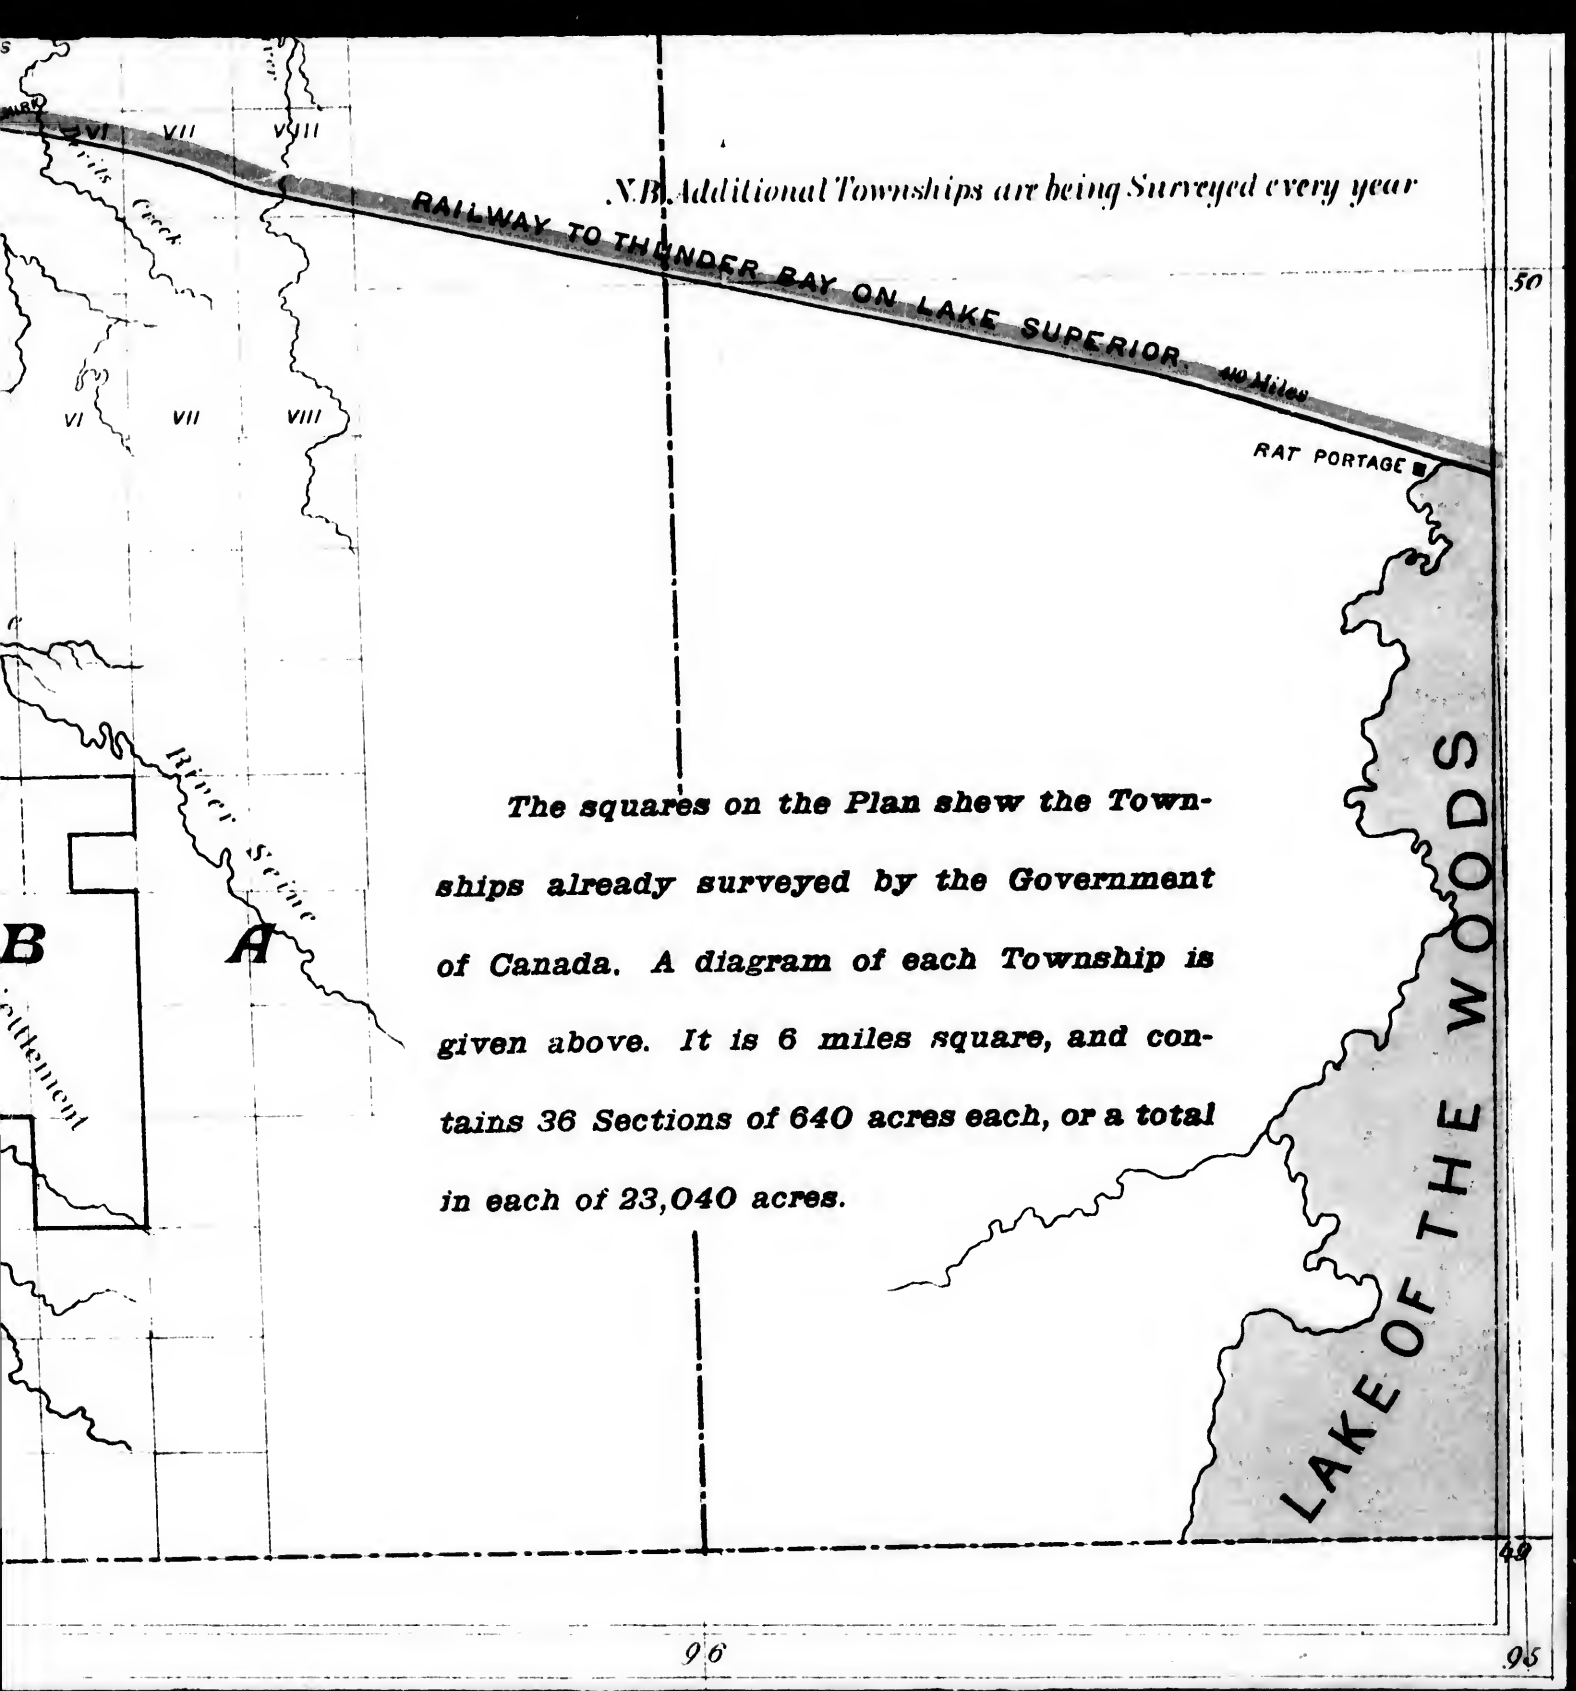 VI VII VIII
Creek
N.B. Additional Townships are being Surveyed every year
RAILWAY TO THUNDER BAY ON LAKE SUPERIOR. 410 Miles
50
VI VII VIII
RAT PORTAGE
River Seine
The squares on the Plan shew the Town-
ships already surveyed by the Government
of Canada. A diagram of each Township is
given above. It is 6 miles square, and con-
tains 36 Sections of 640 acres each, or a total
in each of 23,040 acres.
B A
LAKE OF THE WOODS
49
96 95